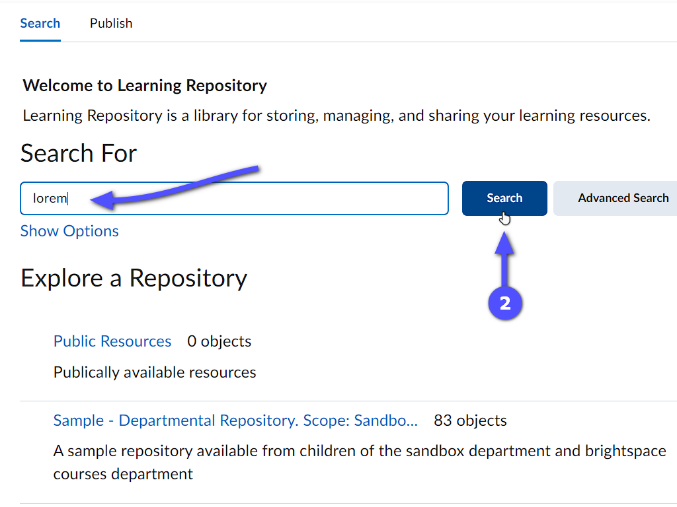 Search Publish
Welcome to Learning Repository
Learning Repository is a library for storing, managing, and sharing your learning resources.
Search For
lorem Search Advanced Search
Show Options
2
Explore a Repository
Public Resources 0 objects
Publically available resources
Sample - Departmental Repository. Scope: Sandbo... 83 objects
A sample repository available from children of the sandbox department and brightspace
courses department